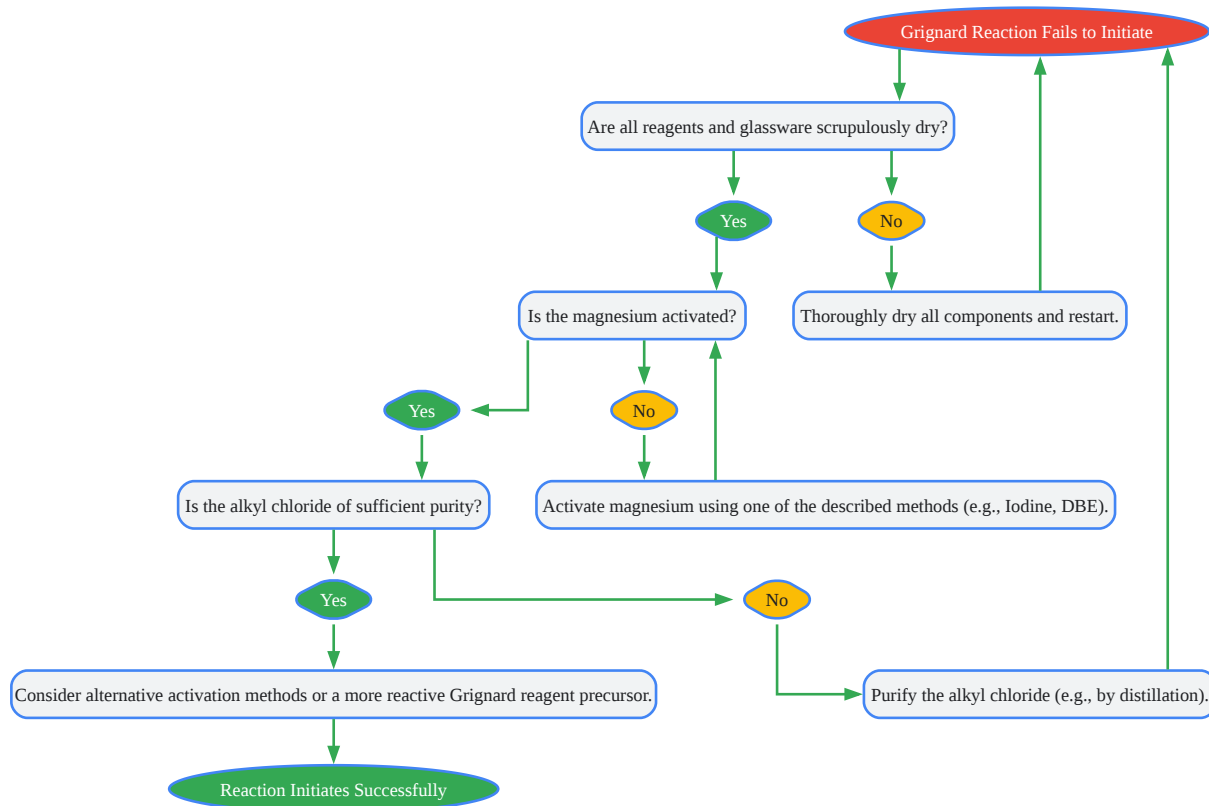 Grignard Reaction Fails to Initiate
Are all reagents and glassware scrupulously dry?
Yes
No
Is the magnesium activated?
Thoroughly dry all components and restart.
Yes
No
Is the alkyl chloride of sufficient purity?
Activate magnesium using one of the described methods (e.g., Iodine, DBE).
Yes
No
Consider alternative activation methods or a more reactive Grignard reagent precursor.
Purify the alkyl chloride (e.g., by distillation).
Reaction Initiates Successfully